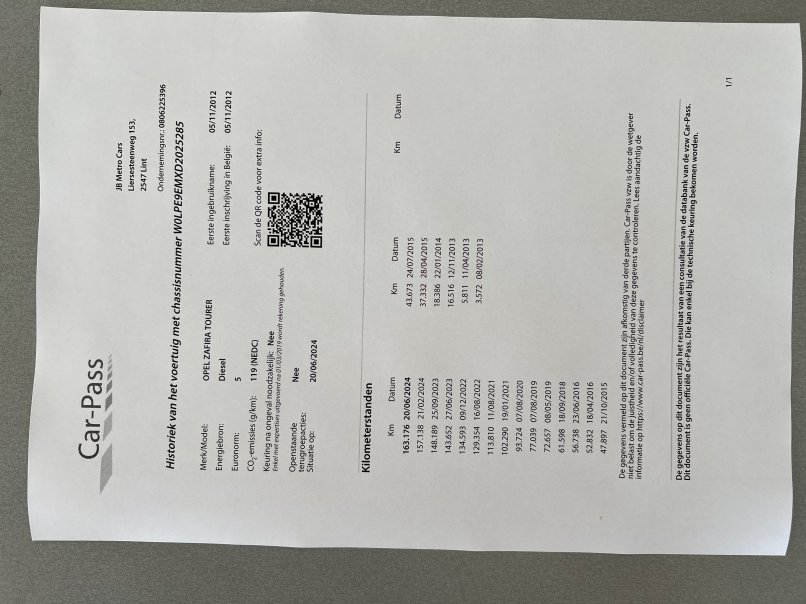 Car-Pass
JB Metro Cars
Liersesteenweg 153,
2547 Lint
Ondernemingsnr.: 0806225396
Historiek van het voertuig met chassisnummer W0LPE9EMXD2025285
Merk/Model: OPEL ZAFIRA TOURER
Energiebron: Diesel
Euronorm: 5
CO2-emissies (g/km): 119 (NEDC)
Keuring na ongeval noodzakelijk: Nee
Enkel met expertises uitgevoerd na 01/03/2019 wordt rekening gehouden.
Openstaande
terugroepacties: Nee
Situatie op: 20/06/2024
Eerste ingebruikname: 05/11/2012
Eerste inschrijving in België: 05/11/2012
Scan de QR code voor extra info:
Kilometerstanden
Km Datum
163.176 20/06/2024
157.138 21/02/2024
148.189 25/09/2023
143.652 27/06/2023
134.593 09/12/2022
129.354 16/08/2022
113.810 11/08/2021
102.290 19/01/2021
93.724 07/08/2020
77.039 07/08/2019
72.657 08/05/2019
61.598 18/09/2018
56.738 23/06/2016
52.832 18/04/2016
47.897 21/10/2015
Km Datum
43.673 24/07/2015
37.332 28/04/2015
18.386 22/01/2014
16.516 12/11/2013
5.811 11/04/2013
3.572 08/02/2013
Km Datum
De gegevens vermeld op dit document zijn afkomstig van derde partijen. Car-Pass vzw is door de wetgever
niet belast om de juistheid en/of volledigheid van deze gegevens te controleren. Lees aandachtig de
informatie op https://www.car-pass.be/nl/disclaimer
De gegevens op dit document zijn het resultaat van een consultatie van de databank van de vzw Car-Pass.
Dit document is geen officiële Car-Pass. Die kan enkel bij de technische keuring bekomen worden.
1/1